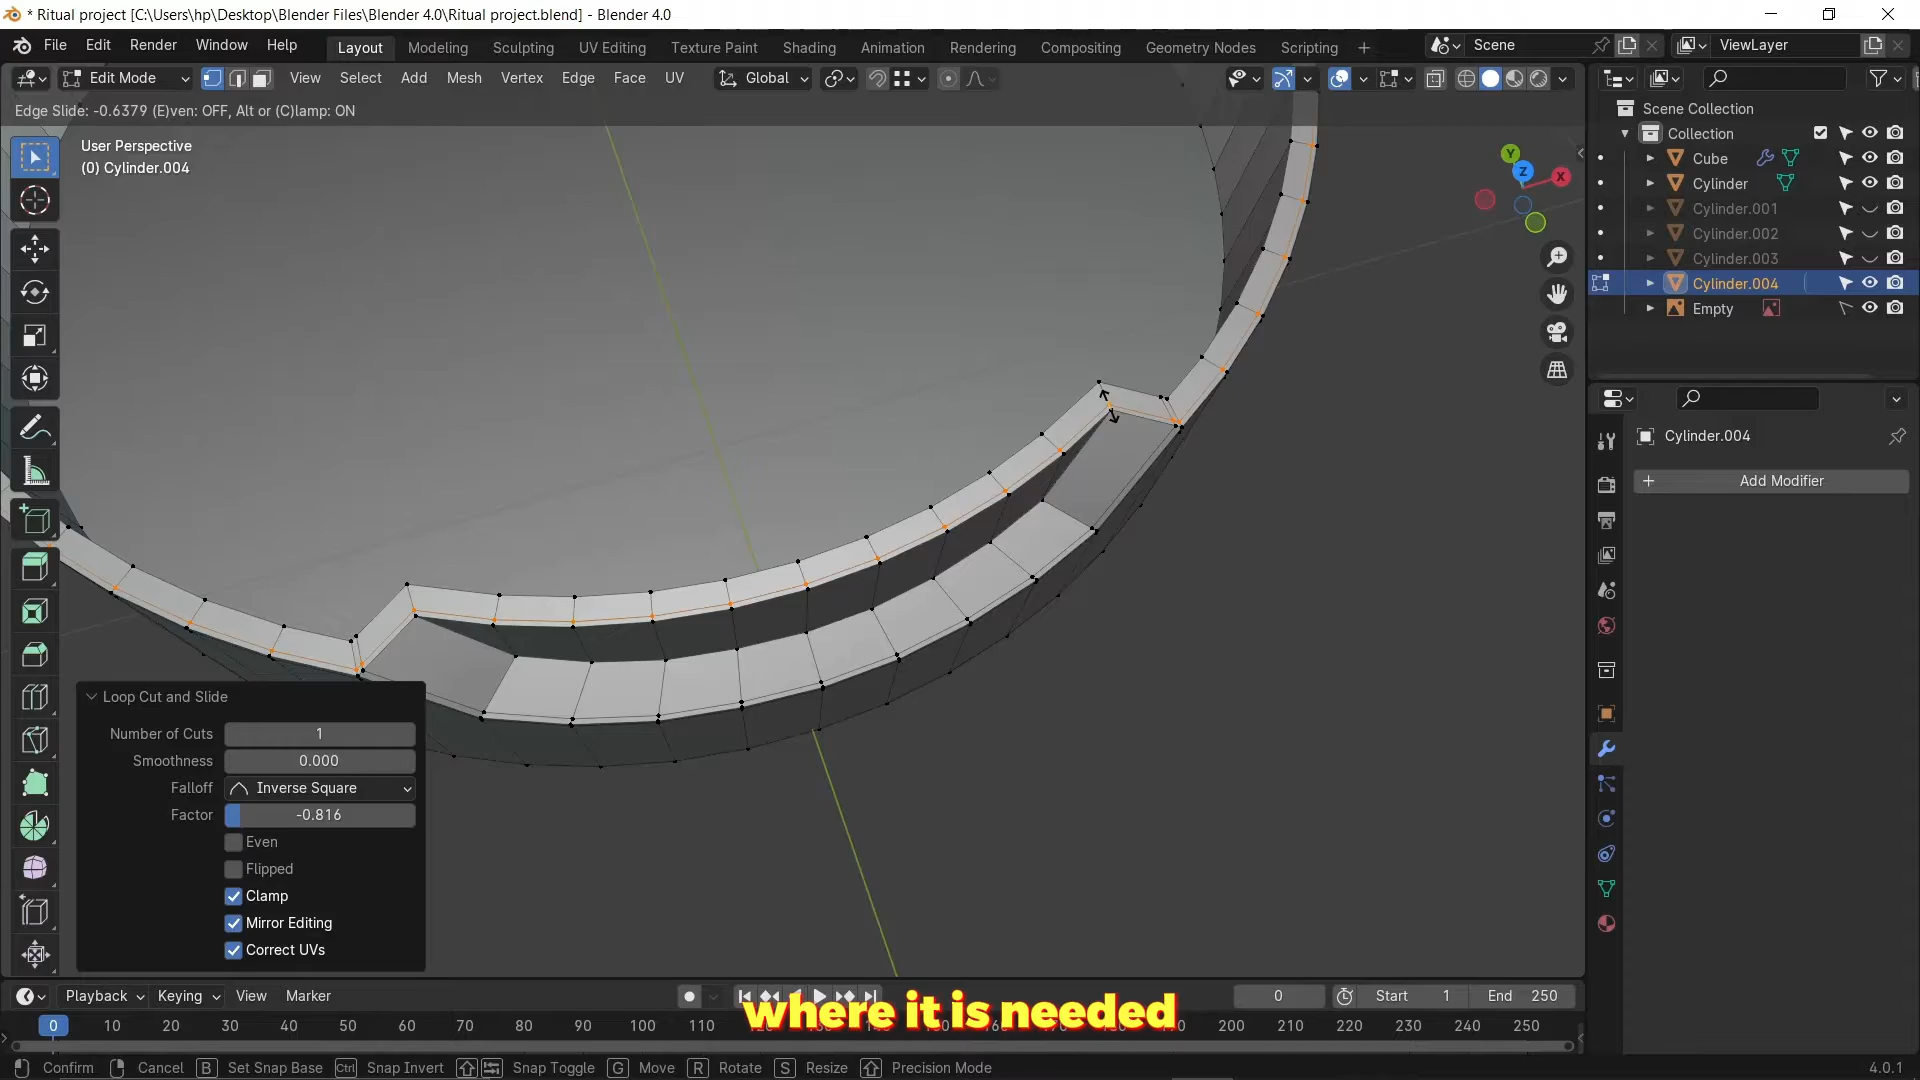 * Ritual project [C:\Users\hp\Desktop\Blender Files\Blender 4.0\Ritual project.blend] - Blender 4.0
File Edit Render Window Help
Layout Modeling Sculpting UV Editing Texture Paint Shading Animation Rendering Compositing Geometry Nodes Scripting +
Scene
ViewLayer
Edit Mode View Select Add Mesh Vertex Edge Face UV Global
Edge Slide: -0.6379 (E)ven: OFF, Alt or (C)lamp: ON
User Perspective
(0) Cylinder.004
Y
Z
X
Scene Collection
Collection
Cube
Cylinder
Cylinder.001
Cylinder.002
Cylinder.003
Cylinder.004
Empty
Cylinder.004
+ Add Modifier
Loop Cut and Slide
Number of Cuts 1
Smoothness 0.000
Falloff Inverse Square
Factor -0.816
Even
Flipped
Clamp
Mirror Editing
Correct UVs
Playback Keying View Marker
0 Start 1 End 250
where it is needed
0 10 20 30 40 50 60 70 80 90 100 110 200 210 220 230 240 250
Confirm Cancel B Set Snap Base Ctrl Snap Invert Snap Toggle G Move R Rotate S Resize Precision Mode
4.0.1